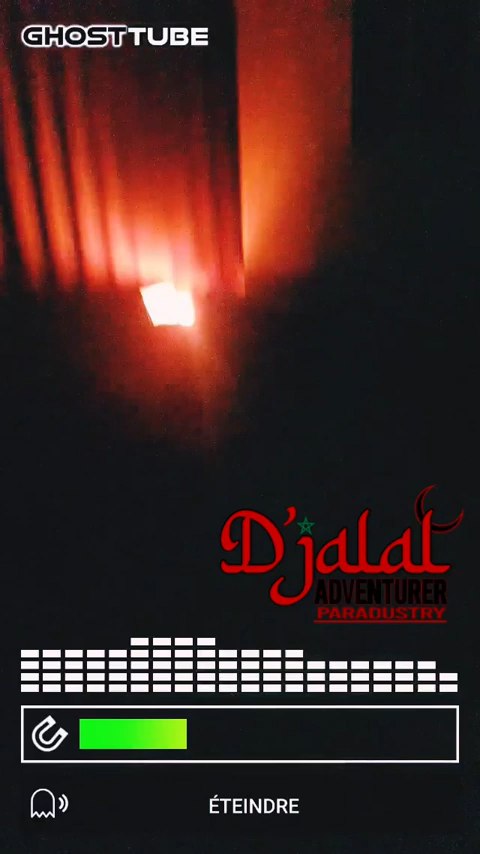 GHOSTTUBE
D'jalal
ADVENTURER
PARADUSTRY
ÉTEINDRE